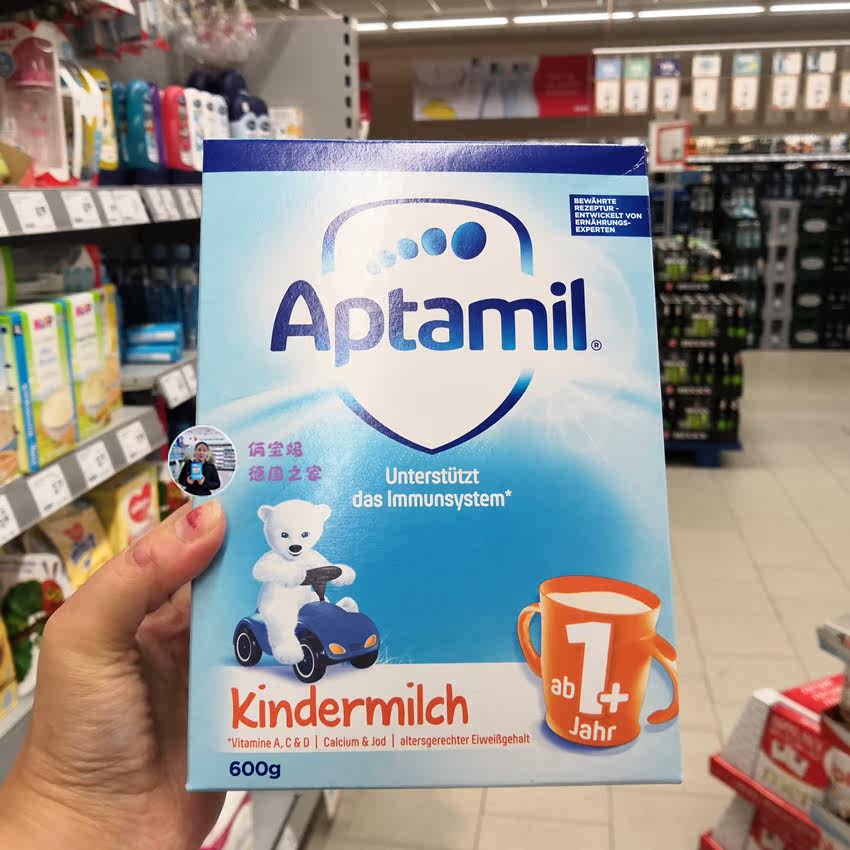 BEWÄHRTE
REZEPTUR -
ENTWICKELT VON
ERNÄHRUNGS-
EXPERTEN
Aptamil®
Unterstützt
das Immunsystem*
俩宝妈
德国之家
ab 1+
Jahr
Kindermilch
*Vitamine A, C & D | Calcium & Jod | altersgerechter Eiweißgehalt
600g
HiPP